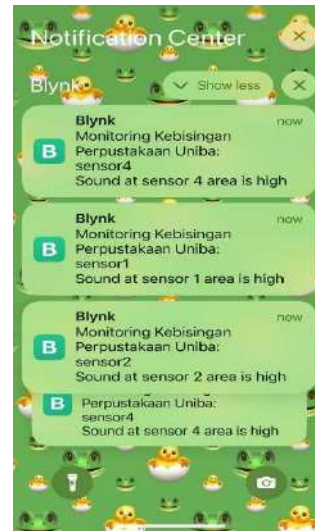 Notification Center
Blynk
Show less
Blynk
now
Monitoring Kebisingan
Perpustakaan Uniba:
sensor4
Sound at sensor 4 area is high
Blynk
now
Monitoring Kebisingan
Perpustakaan Uniba:
sensor1
Sound at sensor 1 area is high
Blynk
now
Monitoring Kebisingan
Perpustakaan Uniba:
sensor2
Sound at sensor 2 area is high
Perpustakaan Uniba:
sensor4
Sound at sensor 4 area is high
B
B
B
B